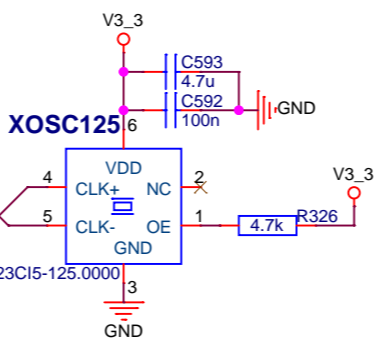 V3_3
C593
4.7u
C592
GND
100n
XOSC125
6
VDD
V3_3
4
CLK+
NC
2
5
CLK-
OE
1
4.7k
R326
GND
23CI5-125.0000
3
GND